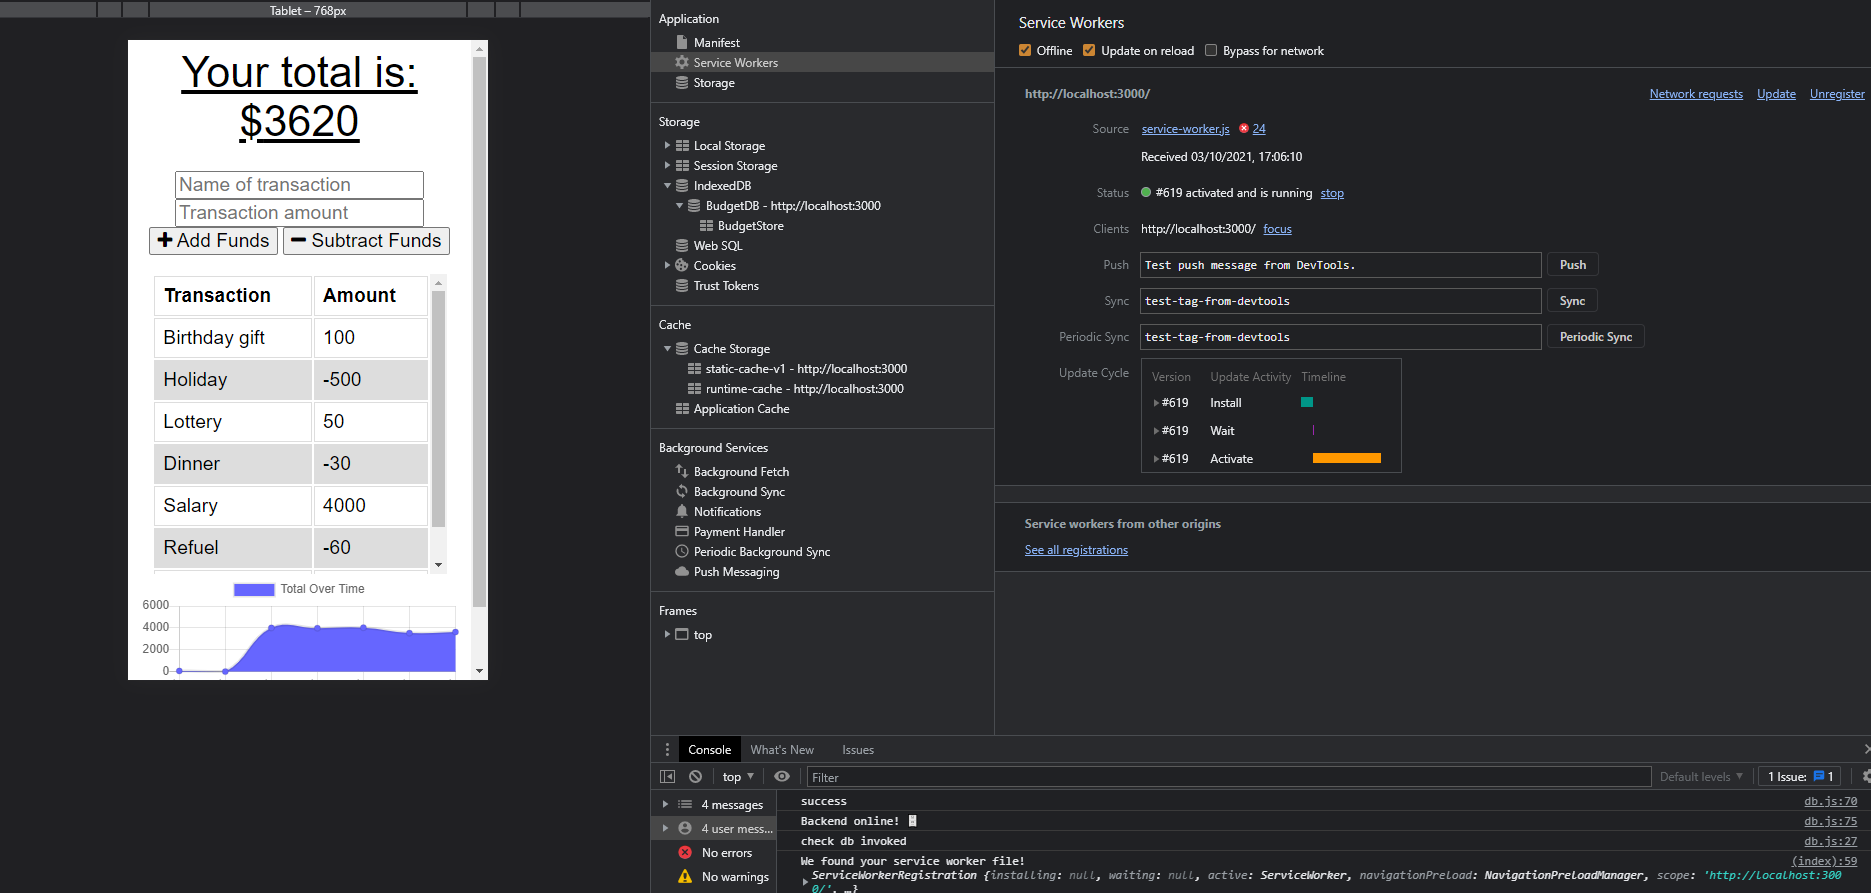 Tablet – 768px
Your total is:
$3620
Name of transaction
Transaction amount
Add Funds
Subtract Funds
Transaction Amount
Birthday gift 100
Holiday -500
Lottery 50
Dinner -30
Salary 4000
Refuel -60
Total Over Time
6000
4000
2000
0
Application
Manifest
Service Workers
Storage
Storage
Local Storage
Session Storage
IndexedDB
BudgetDB - http://localhost:3000
BudgetStore
Web SQL
Cookies
Trust Tokens
Cache
Cache Storage
static-cache-v1 - http://localhost:3000
runtime-cache - http://localhost:3000
Application Cache
Background Services
Background Fetch
Background Sync
Notifications
Payment Handler
Periodic Background Sync
Push Messaging
Frames
top
Service Workers
Offline Update on reload Bypass for network
http://localhost:3000/ Network requests Update Unregister
Source service-worker.js 24
Received 03/10/2021, 17:06:10
Status #619 activated and is running stop
Clients http://localhost:3000/ focus
Push Test push message from DevTools. Push
Sync test-tag-from-devtools Sync
Periodic Sync test-tag-from-devtools Periodic Sync
Update Cycle Version Update Activity Timeline
#619 Install
#619 Wait
#619 Activate
Service workers from other origins
See all registrations
Console What's New Issues
top Filter Default levels 1 Issue: 1
4 messages
4 user mess...
No errors
No warnings
success db.js:70
Backend online! db.js:75
check db invoked db.js:27
We found your service worker file! (index):59
ServiceWorkerRegistration {installing: null, waiting: null, active: ServiceWorker, navigationPreload: NavigationPreloadManager, scope: 'http://localhost:300
0/', …}